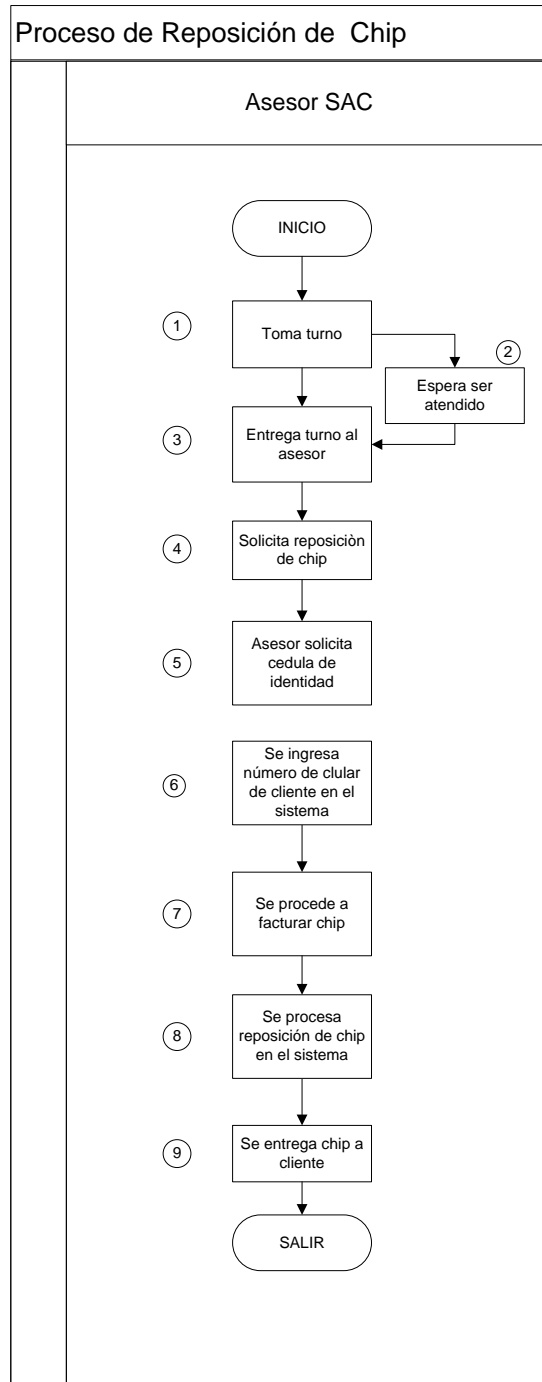 Proceso de Reposición de Chip
Asesor SAC
INICIO
1
Toma turno
2
Espera ser
atendido
3
Entrega turno al
asesor
4
Solicita reposiciòn
de chip
5
Asesor solicita
cedula de
identidad
6
Se ingresa
número de clular
de cliente en el
sistema
7
Se procede a
facturar chip
8
Se procesa
reposición de chip
en el sistema
9
Se entrega chip a
cliente
SALIR